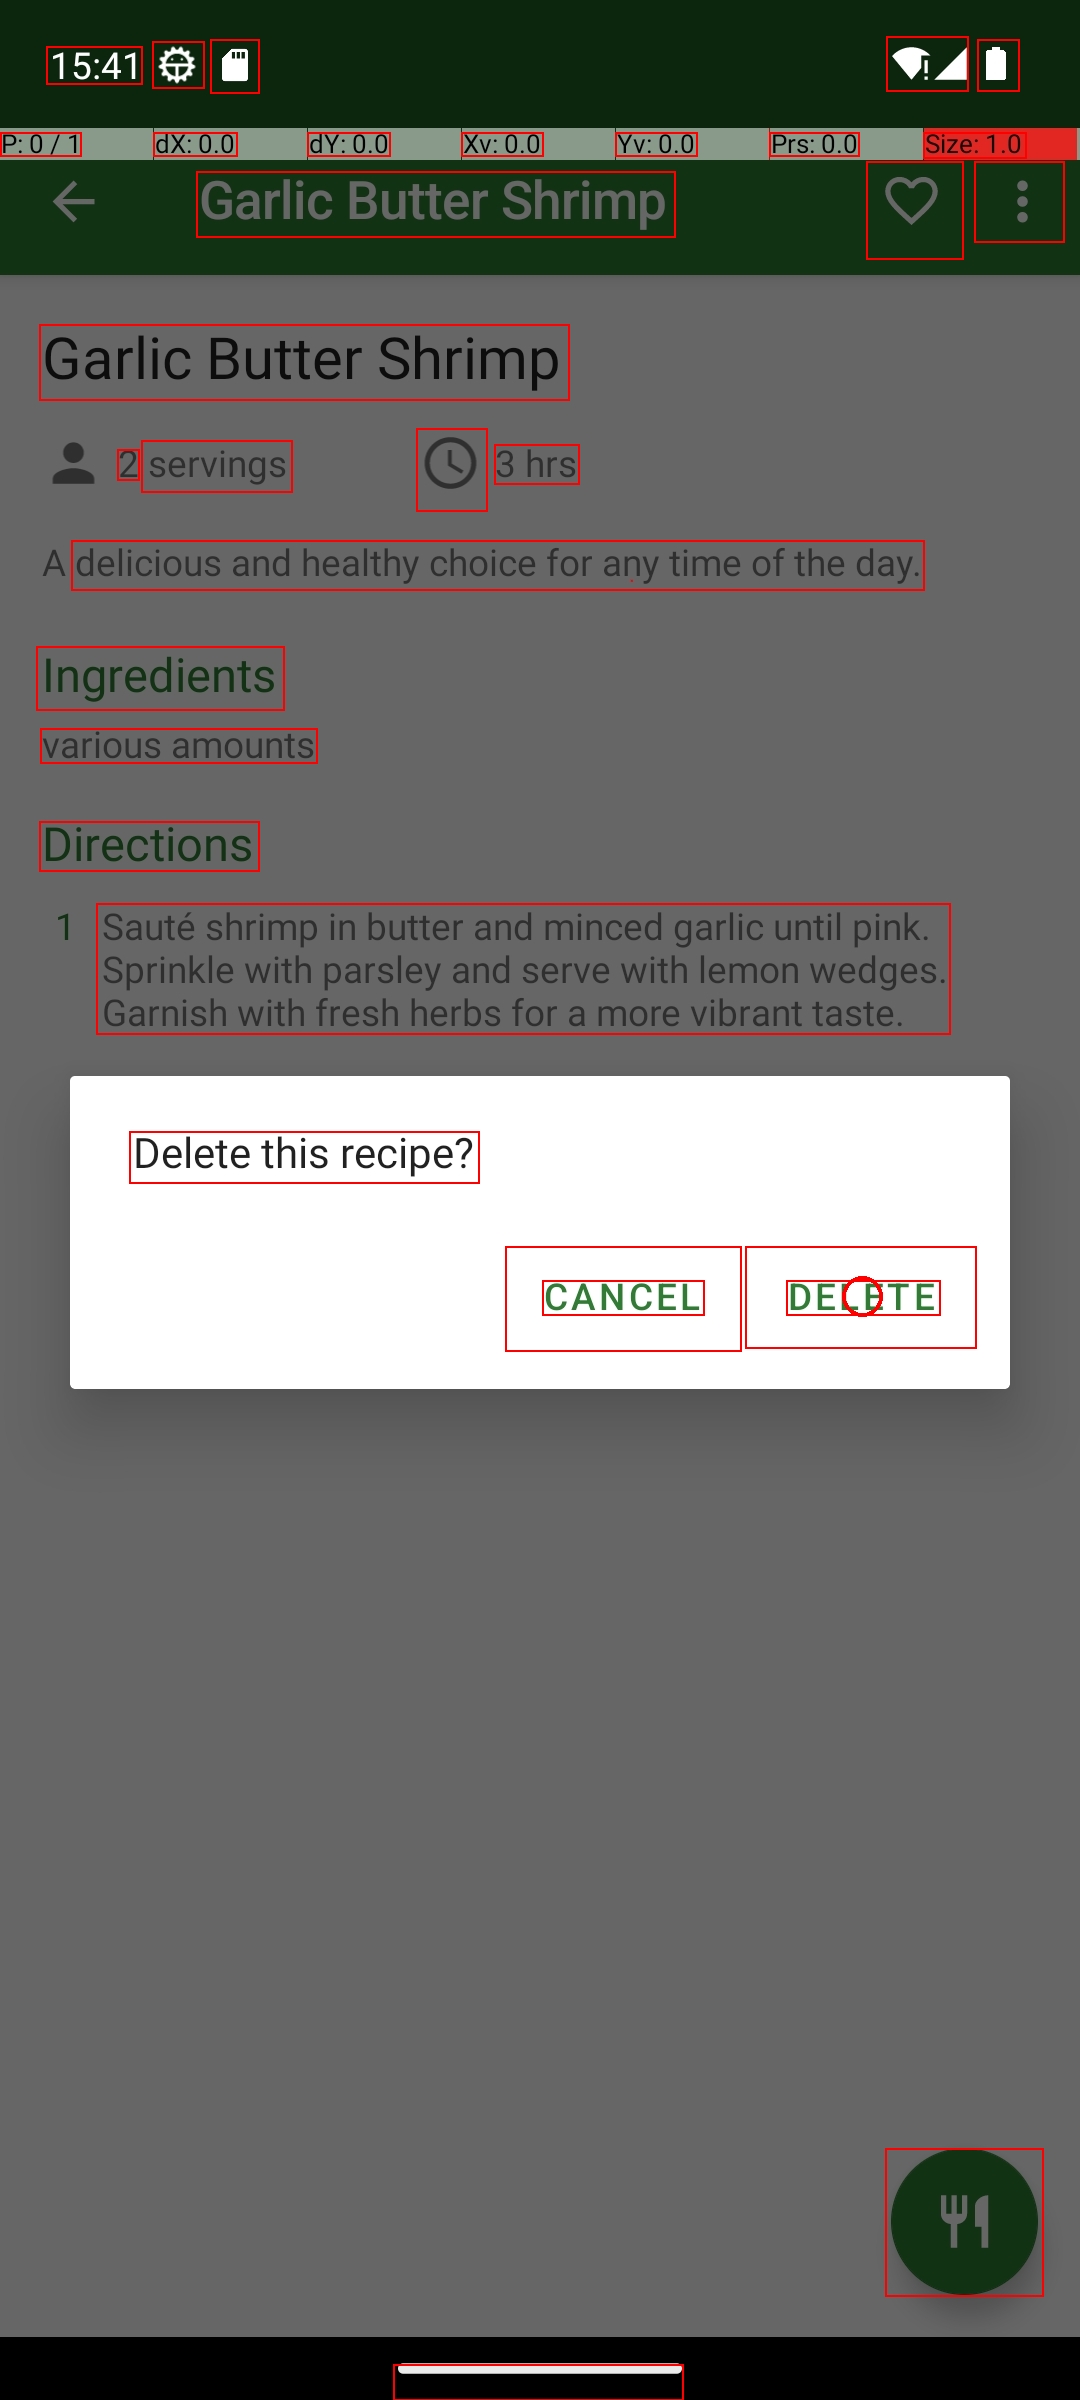 15:41
P: 0 / 1 dX: 0.0 dY: 0.0 Xv: 0.0 Yv: 0.0 Prs: 0.0 Size: 1.0
Garlic Butter Shrimp
Garlic Butter Shrimp
2 servings 3 hrs
A delicious and healthy choice for any time of the day.
Ingredients
various amounts
Directions
1 Sauté shrimp in butter and minced garlic until pink.
Sprinkle with parsley and serve with lemon wedges.
Garnish with fresh herbs for a more vibrant taste.
Delete this recipe?
CANCEL DELETE